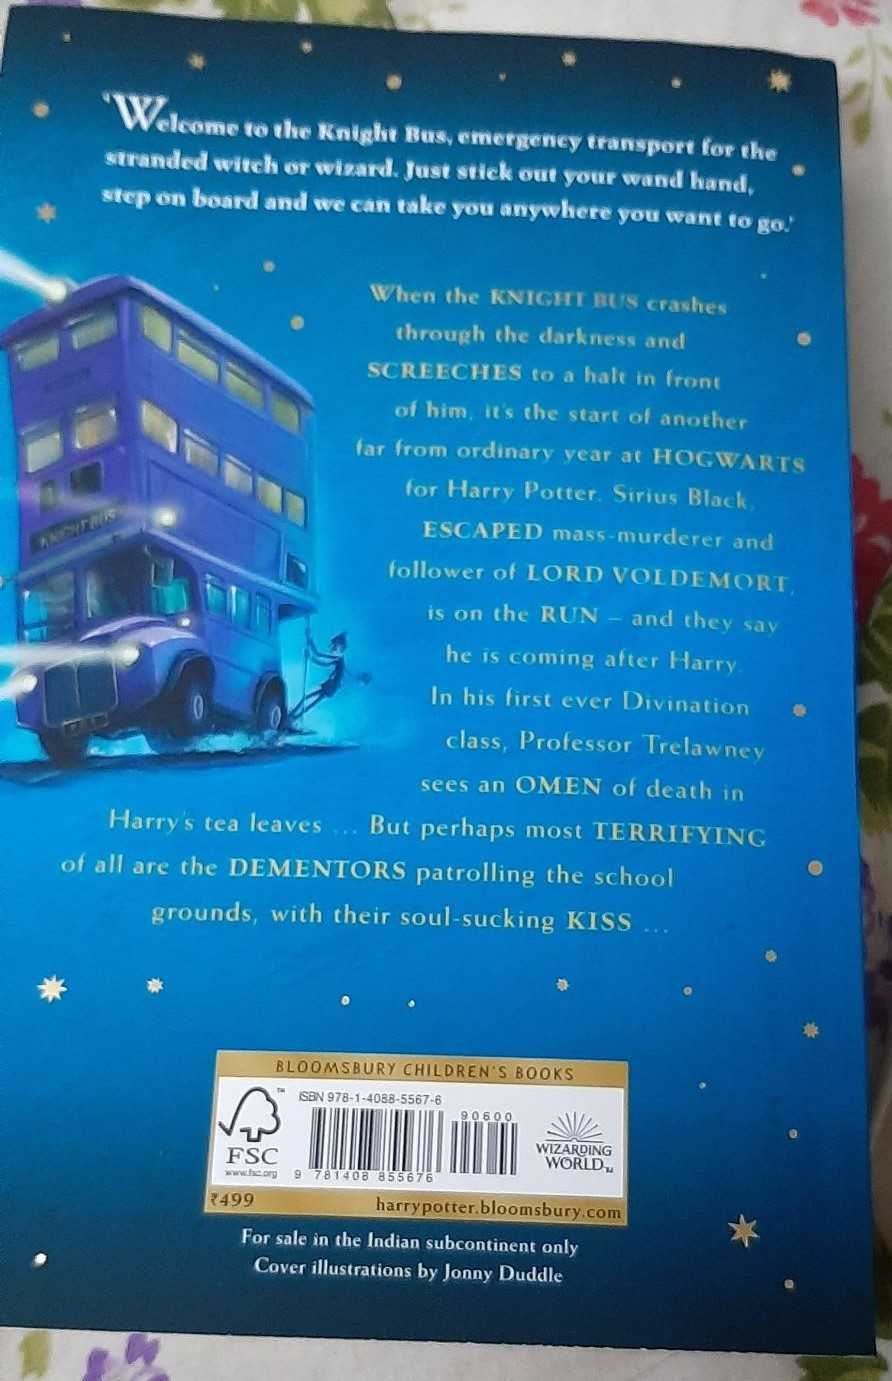 'Welcome to the Knight Bus, emergency transport for the
stranded witch or wizard. Just stick out your wand hand,
step on board and we can take you anywhere you want to go.'
When the KNIGHT BUS crashes
through the darkness and
SCREECHES to a halt in front
of him, it's the start of another
far from ordinary year at HOGWARTS
for Harry Potter. Sirius Black,
ESCAPED mass-murderer and
follower of LORD VOLDEMORT,
is on the RUN – and they say
he is coming after Harry.
In his first ever Divination
class, Professor Trelawney
sees an OMEN of death in
Harry's tea leaves ... But perhaps most TERRIFYING
of all are the DEMENTORS patrolling the school
grounds, with their soul-sucking KISS ...
KNIGHT BUS
BLOOMSBURY CHILDREN'S BOOKS
ISBN 978-1-4088-5567-6
90600
FSC
www.fsc.org
9 781408 855676
WIZARDING
WORLD™
₹499
harrypotter.bloomsbury.com
For sale in the Indian subcontinent only
Cover illustrations by Jonny Duddle